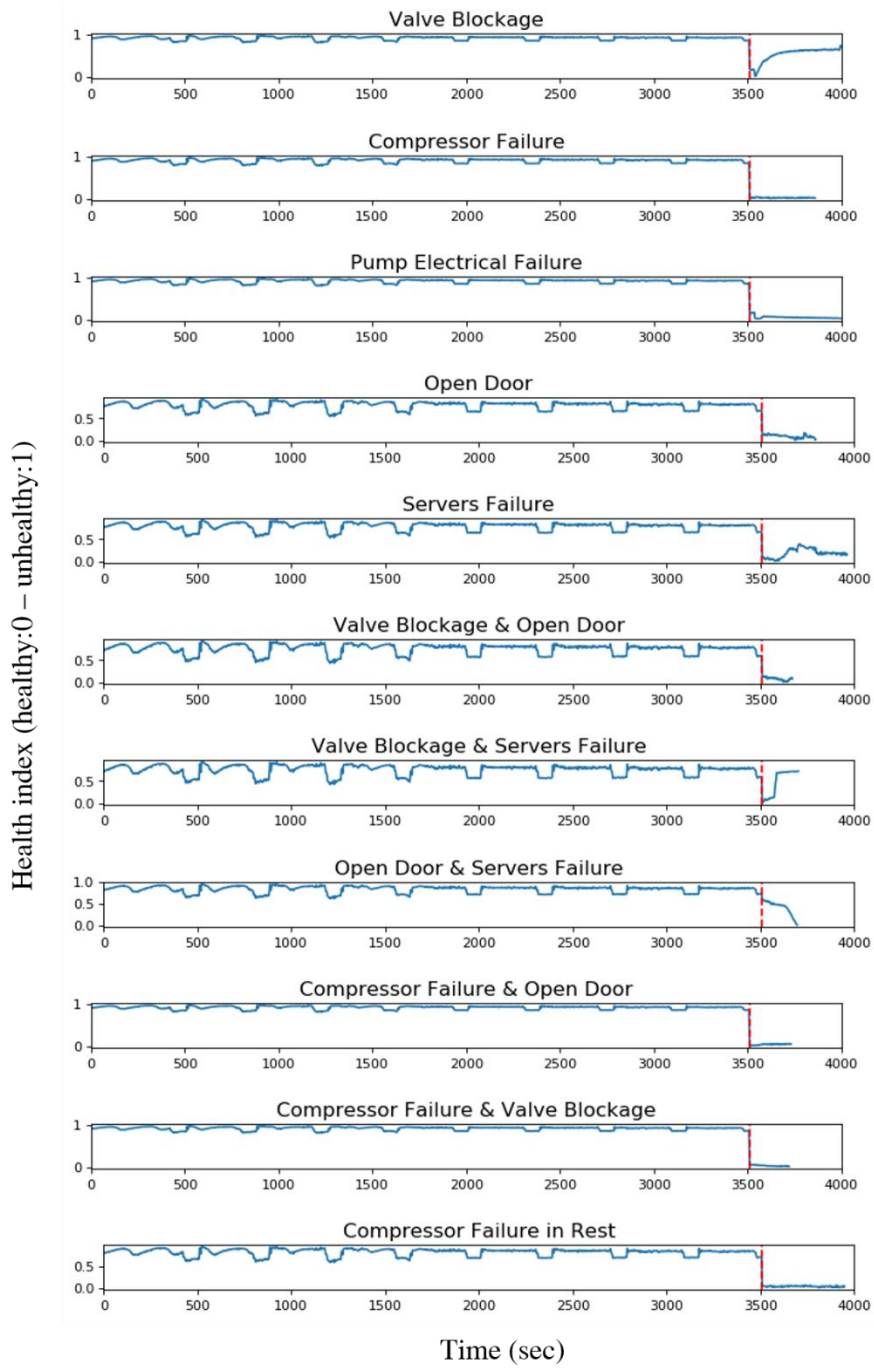 Valve Blockage
1
0
0 500 1000 1500 2000 2500 3000 3500 4000
Compressor Failure
1
0
0 500 1000 1500 2000 2500 3000 3500 4000
Pump Electrical Failure
1
0
0 500 1000 1500 2000 2500 3000 3500 4000
Open Door
0.5
0.0
0 500 1000 1500 2000 2500 3000 3500 4000
Servers Failure
0.5
0.0
0 500 1000 1500 2000 2500 3000 3500 4000
Valve Blockage & Open Door
0.5
0.0
0 500 1000 1500 2000 2500 3000 3500 4000
Valve Blockage & Servers Failure
0.5
0.0
0 500 1000 1500 2000 2500 3000 3500 4000
Open Door & Servers Failure
1.0
0.5
0.0
0 500 1000 1500 2000 2500 3000 3500 4000
Compressor Failure & Open Door
1
0
0 500 1000 1500 2000 2500 3000 3500 4000
Compressor Failure & Valve Blockage
1
0
0 500 1000 1500 2000 2500 3000 3500 4000
Compressor Failure in Rest
0.5
0.0
0 500 1000 1500 2000 2500 3000 3500 4000
Health index (healthy:0 – unhealthy:1)
Time (sec)